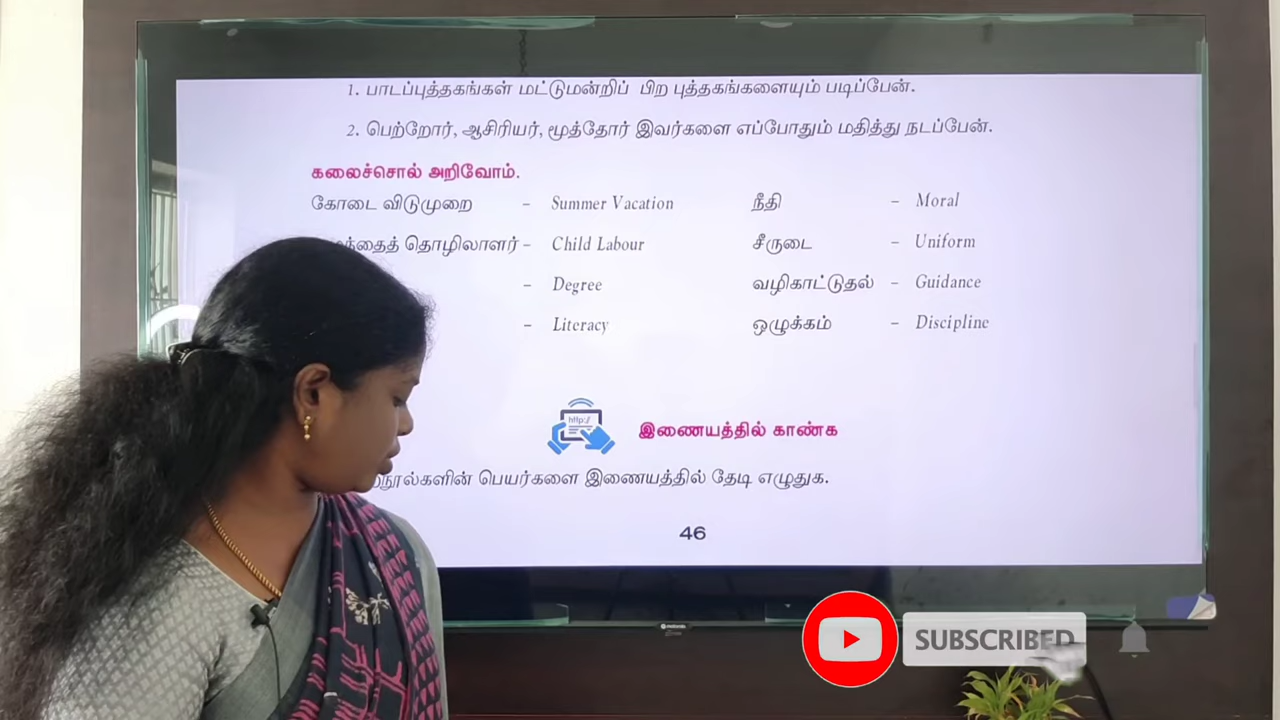 1. பாடப்புத்தகங்கள் மட்டுமன்றிப் பிற புத்தகங்களையும் படிப்பேன்.
2. பெற்றோர், ஆசிரியர், மூத்தோர் இவர்களை எப்போதும் மதித்து நடப்பேன்.
கலைச்சொல் அறிவோம்.
கோடை விடுமுறை – Summer Vacation நீதி – Moral
தொழிலாளர் – Child Labour சீருடை – Uniform
– Degree வழிகாட்டுதல் – Guidance
– Literacy ஒழுக்கம் – Discipline
http://
இணையத்தில் காண்க
பெயர்களை இணையத்தில் தேடி எழுதுக.
46
motorola
SUBSCRIBED